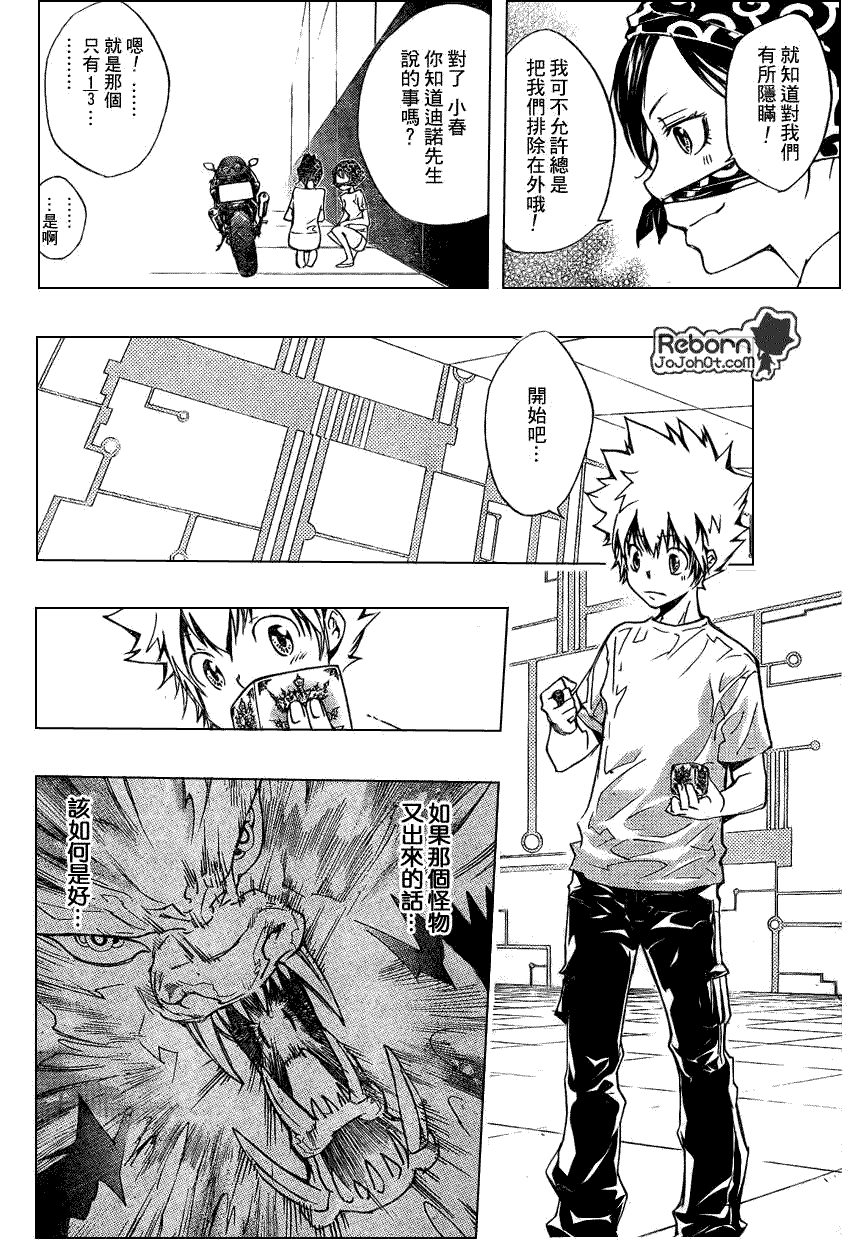 就知道對我們
有所隱瞞！
我可不允許總是
把我們排除在外哦！
對了 小春
你知道迪諾先生
說的事嗎？
嗯！……
就是那個
只有1/3…
………
……
…是啊
Reborn
JoJoHot.coM
開始吧…
如果那個怪物
又出來的話…
該如何是好…